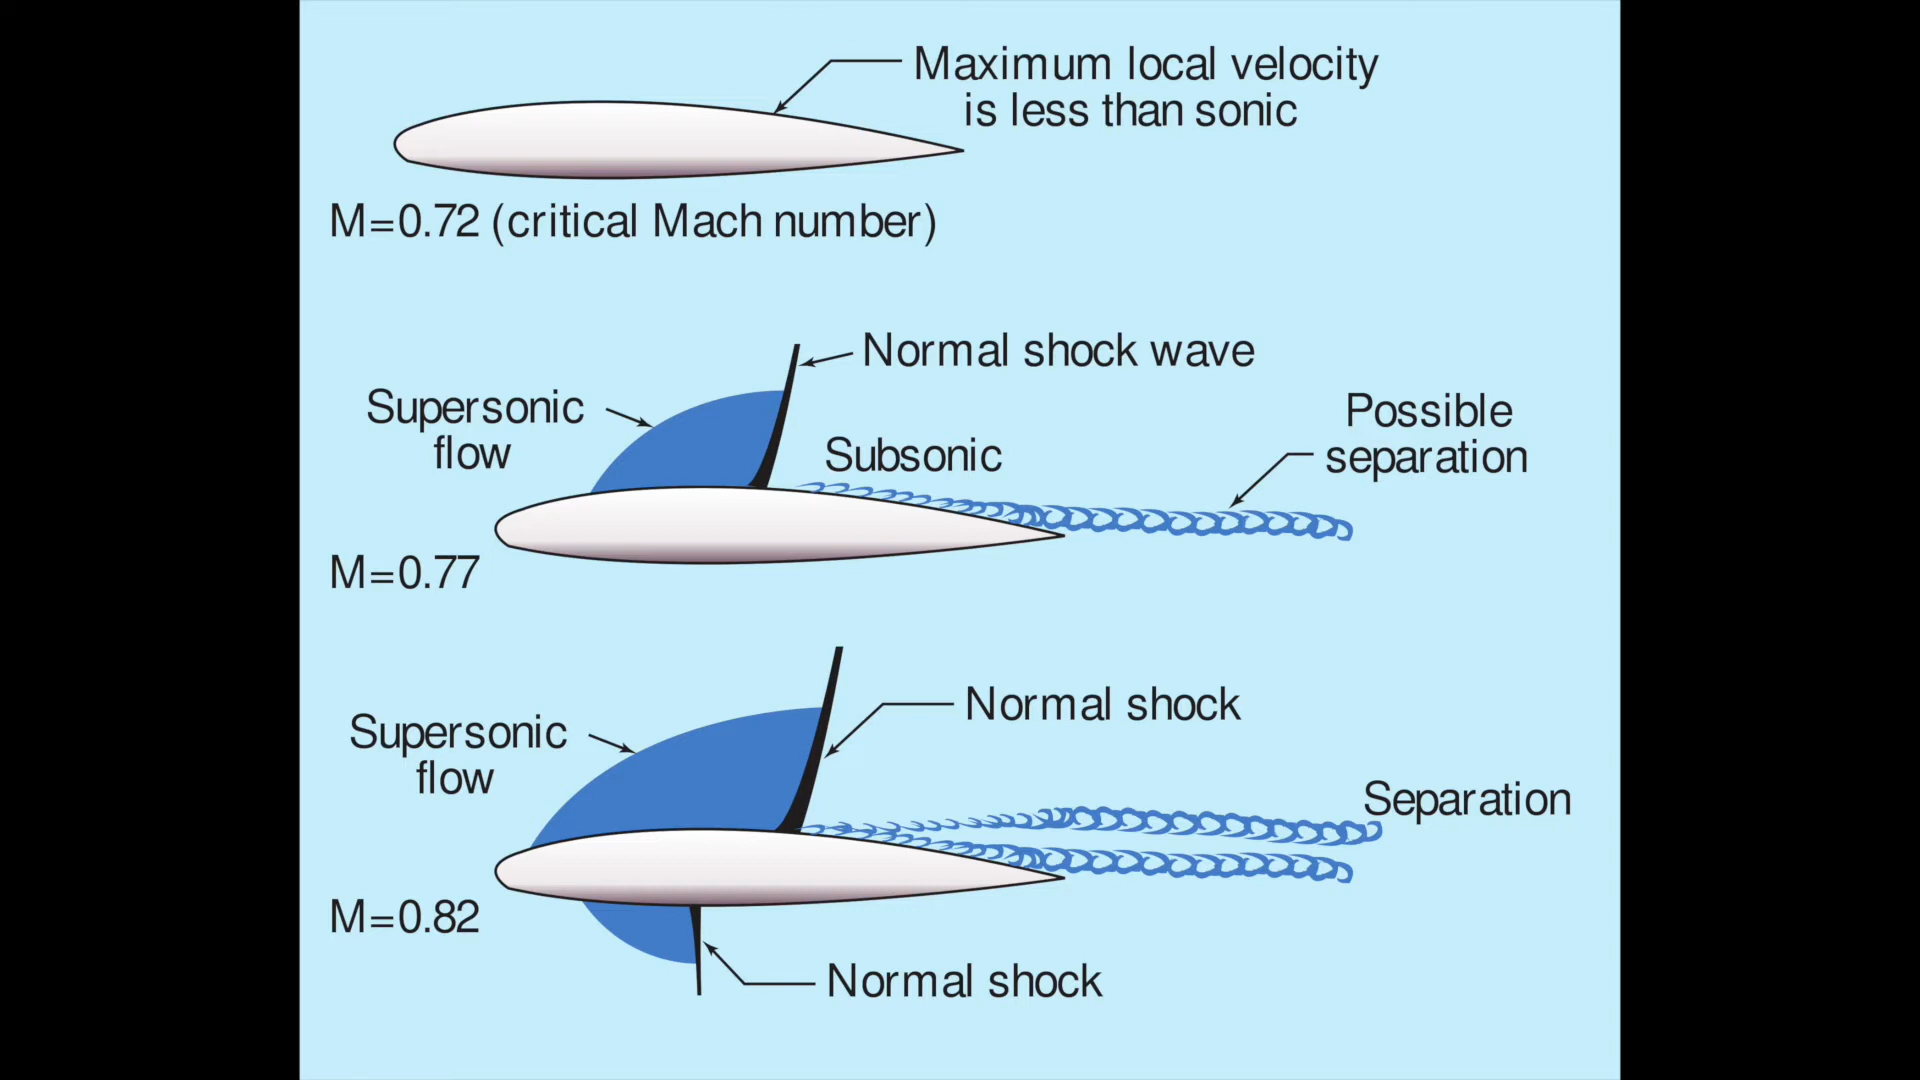 Maximum local velocity
is less than sonic
M=0.72 (critical Mach number)
Normal shock wave
Supersonic
flow
Subsonic
Possible
separation
M=0.77
Normal shock
Supersonic
flow
Separation
M=0.82
Normal shock